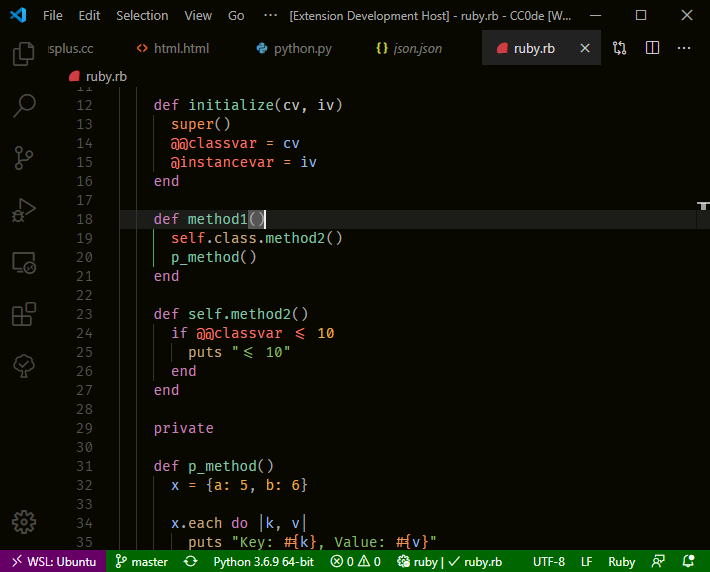 File Edit Selection View Go ··· [Extension Development Host] - ruby.rb - CC0de [W...
splus.cc <> html.html python.py {} json.json ruby.rb ···
ruby.rb
11
12 def initialize(cv, iv)
13 super()
14 @@classvar = cv
15 @instancevar = iv
16 end
17
18 def method1()
19 self.class.method2()
20 p_method()
21 end
22
23 def self.method2()
24 if @@classvar <= 10
25 puts "<= 10"
26 end
27 end
28
29 private
30
31 def p_method()
32 x = {a: 5, b: 6}
33
34 x.each do |k, v|
35 puts "Key: #{k}, Value: #{v}"
WSL: Ubuntu master Python 3.6.9 64-bit 0 0 ruby | ✓ ruby.rb UTF-8 LF Ruby